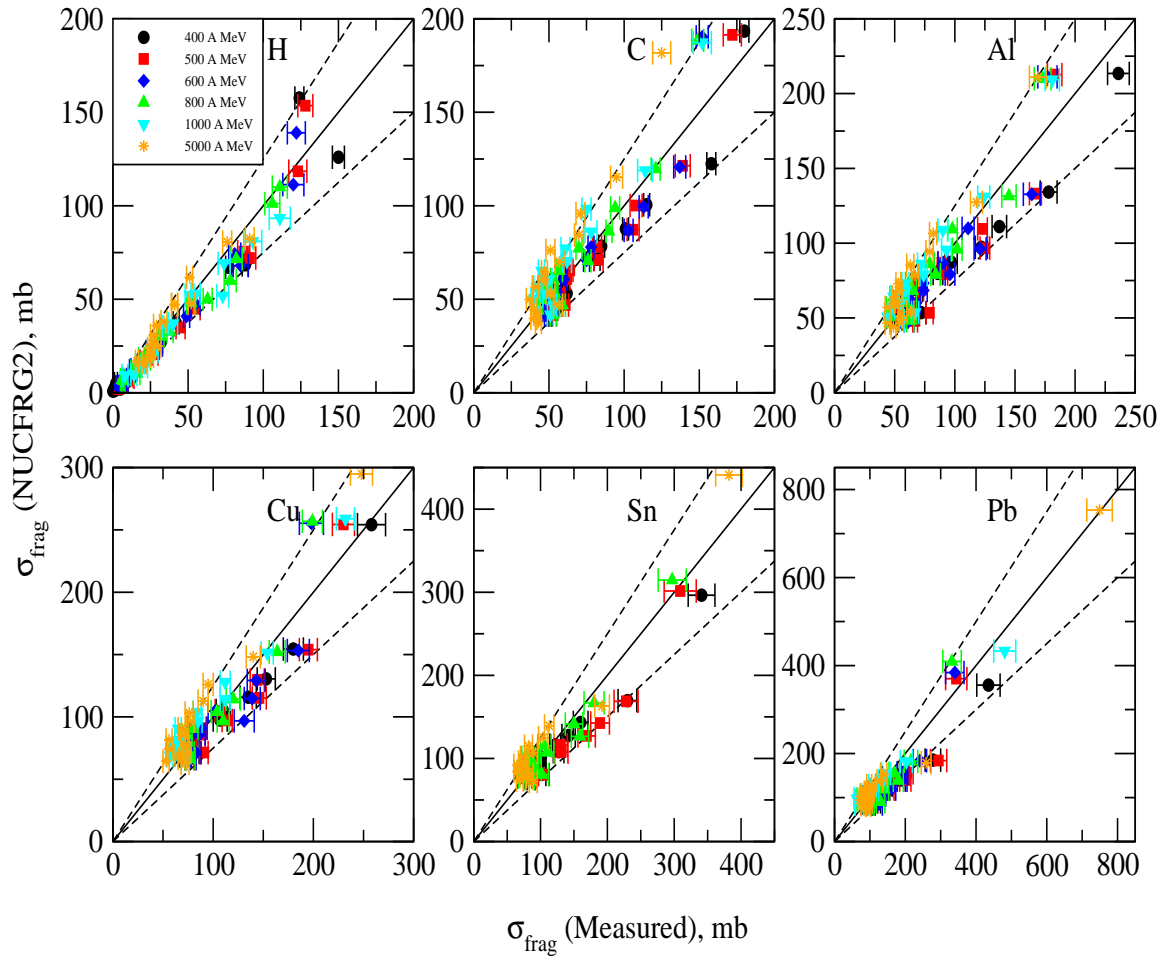 σfrag (NUCFRG2), mb
H
400 A MeV
500 A MeV
600 A MeV
800 A MeV
1000 A MeV
5000 A MeV
200
150
100
50
0
0 50 100 150 200
C
200
150
100
50
0
0 50 100 150 200
Al
250
200
150
100
50
0
0 50 100 150 200 250
Cu
300
200
100
0
0 100 200 300
Sn
400
300
200
100
0
0 100 200 300 400
Pb
800
600
400
200
0
0 200 400 600 800
σfrag (Measured), mb